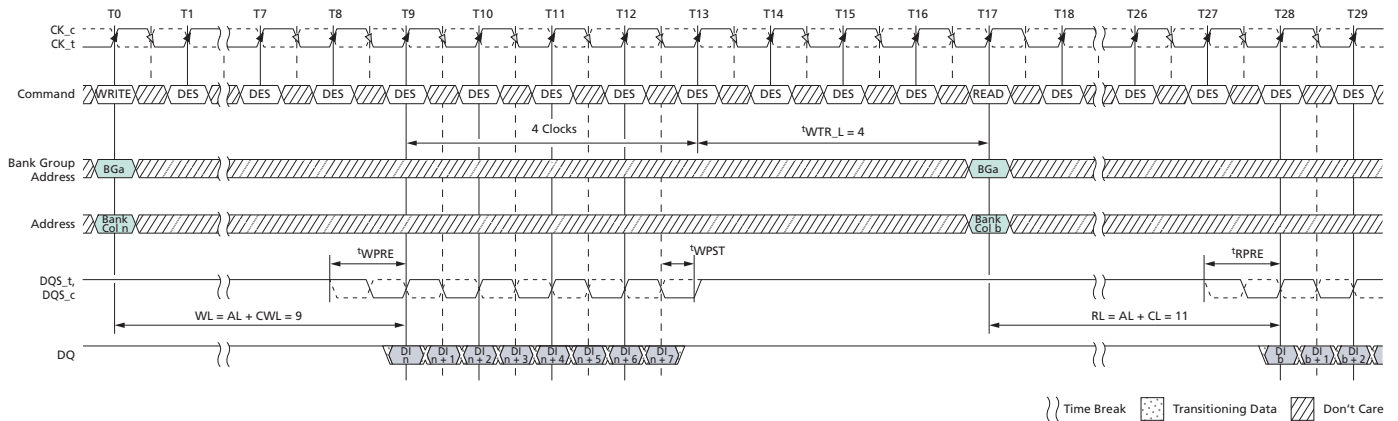 T0 T1 T7 T8 T9 T10 T11 T12 T13 T14 T15 T16 T17 T18 T26 T27 T28 T29
CK_c
CK_t
Command WRITE DES DES DES DES DES DES DES DES DES DES DES READ DES DES DES DES DES
4 Clocks tWTR_L = 4
Bank Group
Address
BGa BGa
Address
Bank
Col n
Bank
Col b
tWPRE tWPST tRPRE
DQS_t,
DQS_c
WL = AL + CWL = 9 RL = AL + CL = 11
DQ
DI
n
DI
n + 1
DI
n + 2
DI
n + 3
DI
n + 4
DI
n + 5
DI
n + 6
DI
n + 7
DI
b
DI
b + 1
DI
b + 2
Time Break Transitioning Data Don't Care